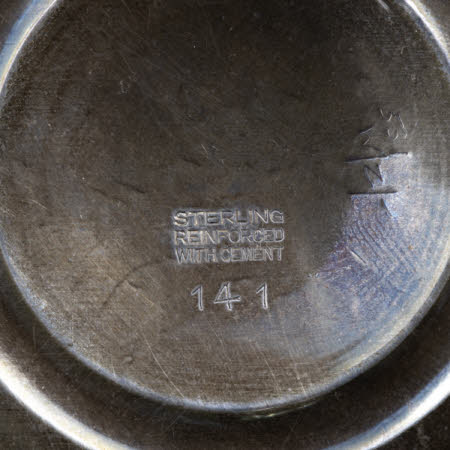 STERLING
REINFORCED
WITH CEMENT
141